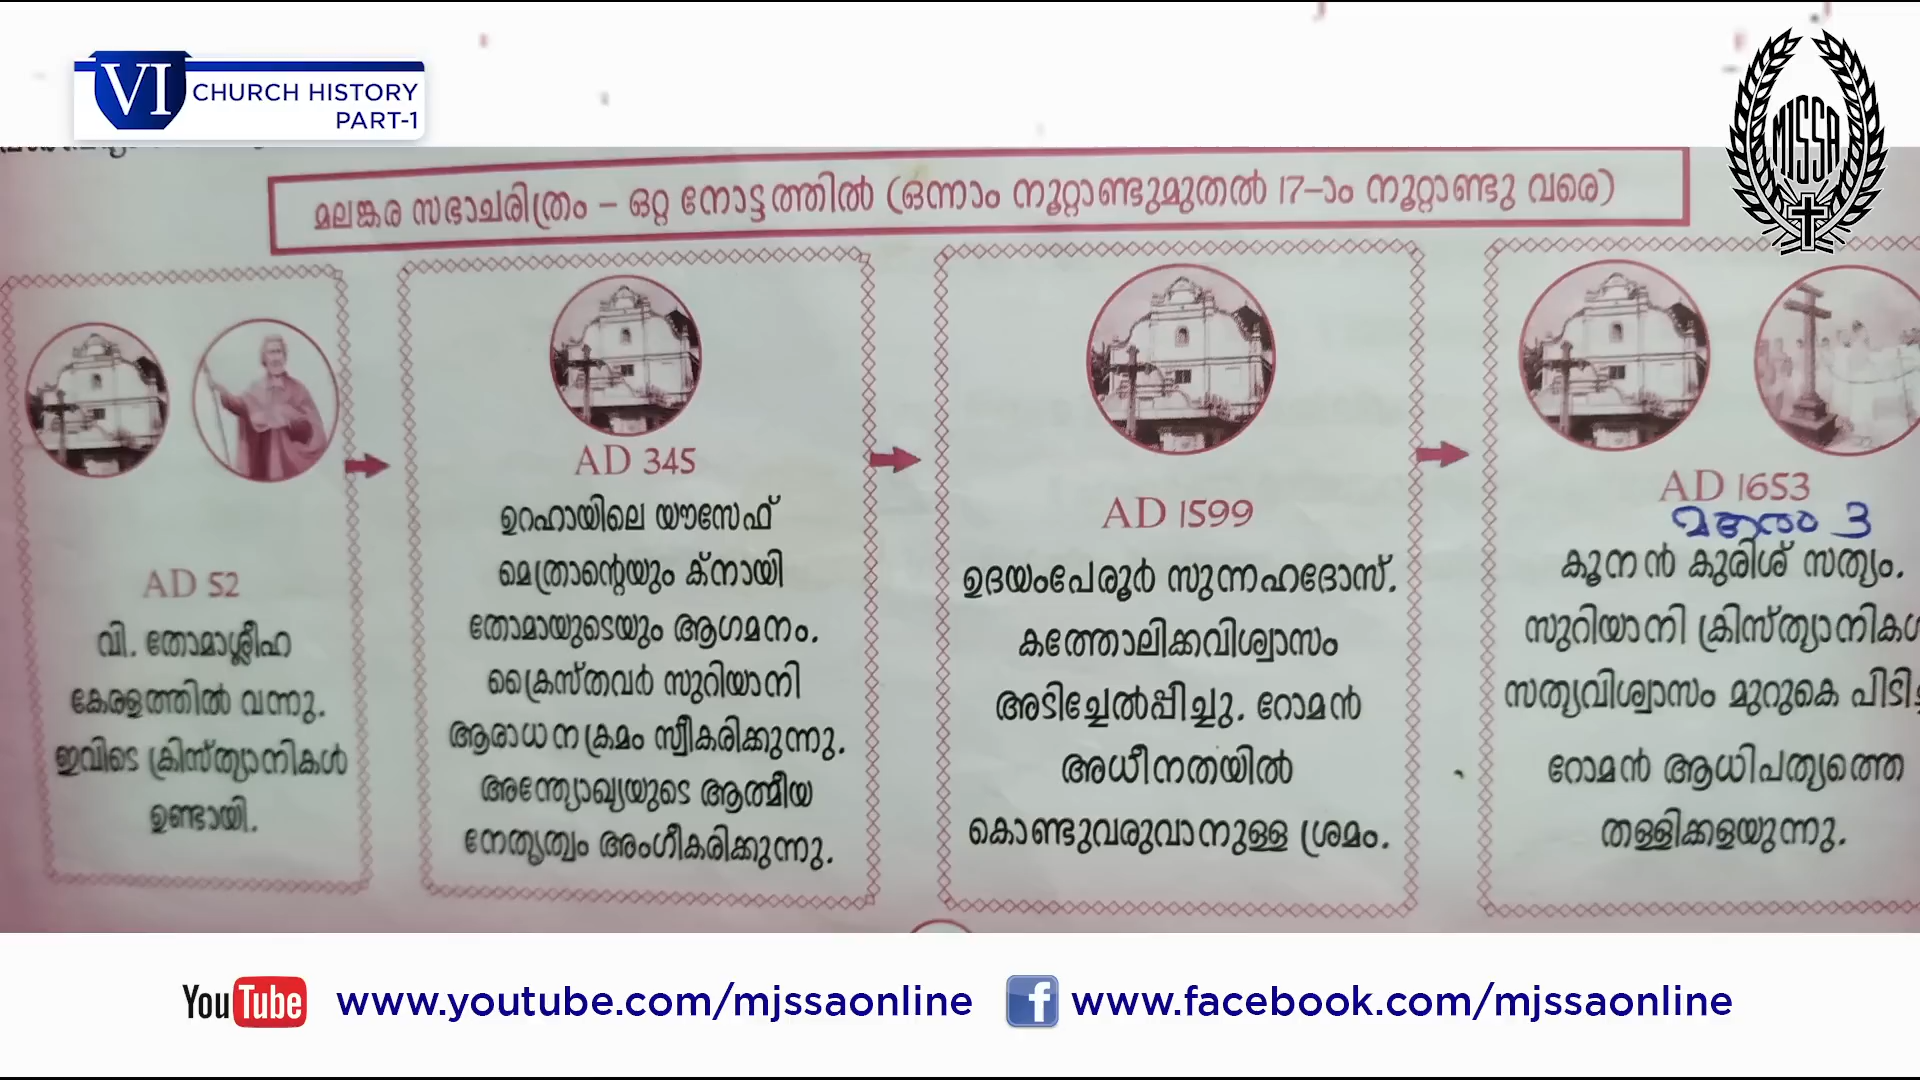 VI
CHURCH HISTORY
PART-1
MJSSA
മലങ്കര സഭാചരിത്രം – ഒറ്റ നോട്ടത്തിൽ (ഒന്നാം നൂറ്റാണ്ടുമുതൽ 17-ാം നൂറ്റാണ്ടു വരെ)
AD 52
വി. തോമാശ്ലീഹ
കേരളത്തിൽ വന്നു.
ഇവിടെ ക്രിസ്ത്യാനികൾ
ഉണ്ടായി.
AD 345
ഉറഹായിലെ യൗസേഫ്
മെത്രാന്റെയും ക്നായി
തോമായുടെയും ആഗമനം.
ക്രൈസ്തവർ സുറിയാനി
ആരാധനക്രമം സ്വീകരിക്കുന്നു.
അന്ത്യോഖ്യയുടെ ആത്മീയ
നേതൃത്വം അംഗീകരിക്കുന്നു.
AD 1599
ഉദയംപേരൂർ സുന്നഹദോസ്.
കത്തോലിക്കവിശ്വാസം
അടിച്ചേൽപ്പിച്ചു. റോമൻ
അധീനതയിൽ
കൊണ്ടുവരുവാനുള്ള ശ്രമം.
AD 1653
3
കൂനൻ കുരിശ് സത്യം.
സുറിയാനി
സത്യവിശ്വാസം മുറുകെ
റോമൻ ആധിപത്യത്തെ
തള്ളിക്കളയുന്നു.
YouTube www.youtube.com/mjssaonline f www.facebook.com/mjssaonline